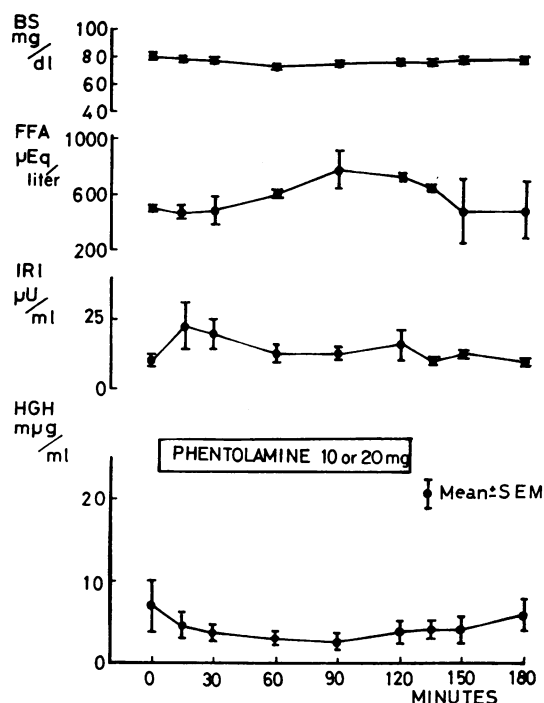 BS
mg
/dl
100
80
60
40
FFA
µEq
/liter
1000
600
200
IRI
µU
/ml
25
0
HGH
mµg
/ml
PHENTOLAMINE 10 or 20mg
Mean±SEM
20
10
0
0 30 60 90 120 150 180
MINUTES